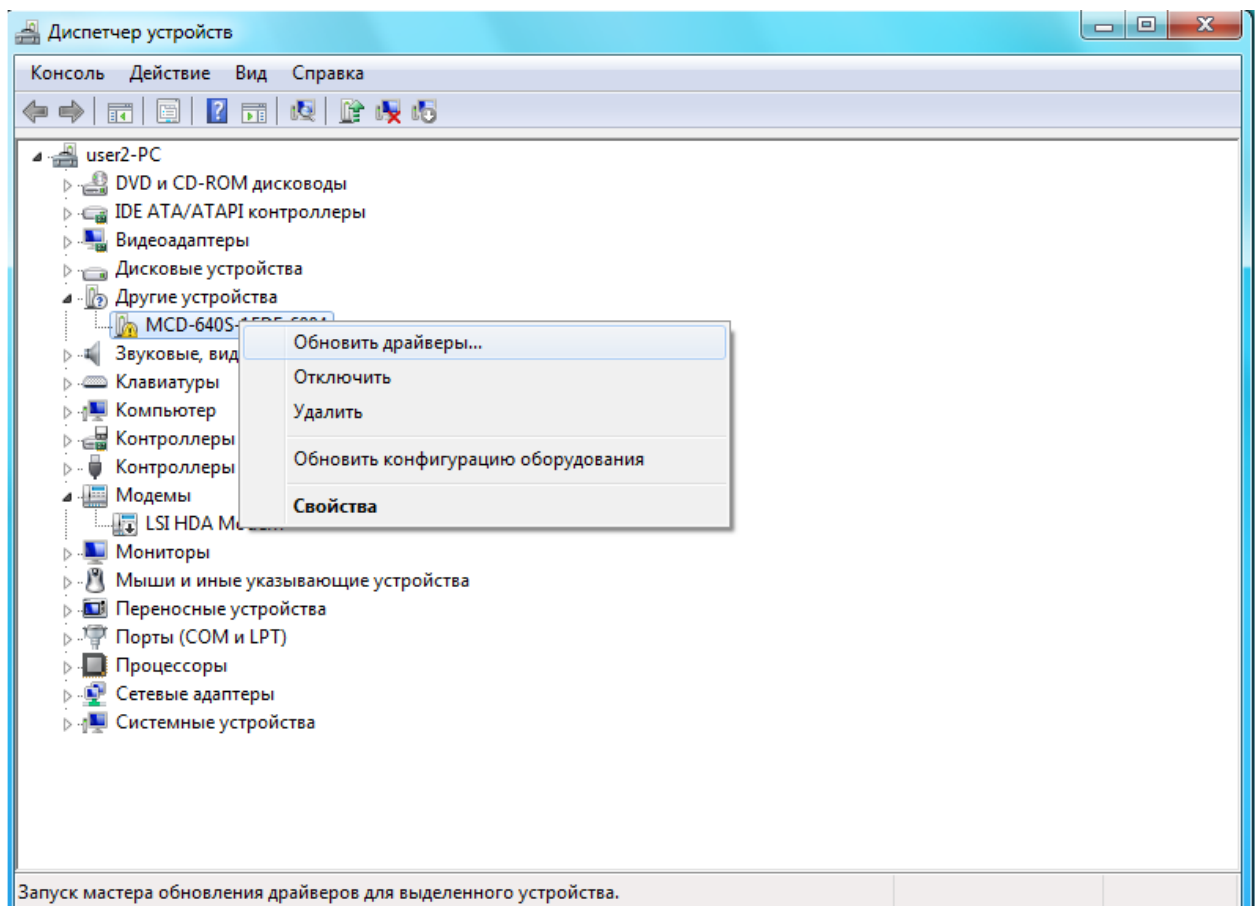 Диспетчер устройств
Консоль Действие Вид Справка
user2-PC
DVD и CD-ROM дисководы
IDE ATA/ATAPI контроллеры
Видеоадаптеры
Дисковые устройства
Другие устройства
MCD-640S-
Звуковые, вид
Клавиатуры
Компьютер
Контроллеры
Контроллеры
Модемы
LSI HDA
Мониторы
Мыши и иные указывающие устройства
Переносные устройства
Порты (COM и LPT)
Процессоры
Сетевые адаптеры
Системные устройства
Обновить драйверы...
Отключить
Удалить
Обновить конфигурацию оборудования
Свойства
Запуск мастера обновления драйверов для выделенного устройства.